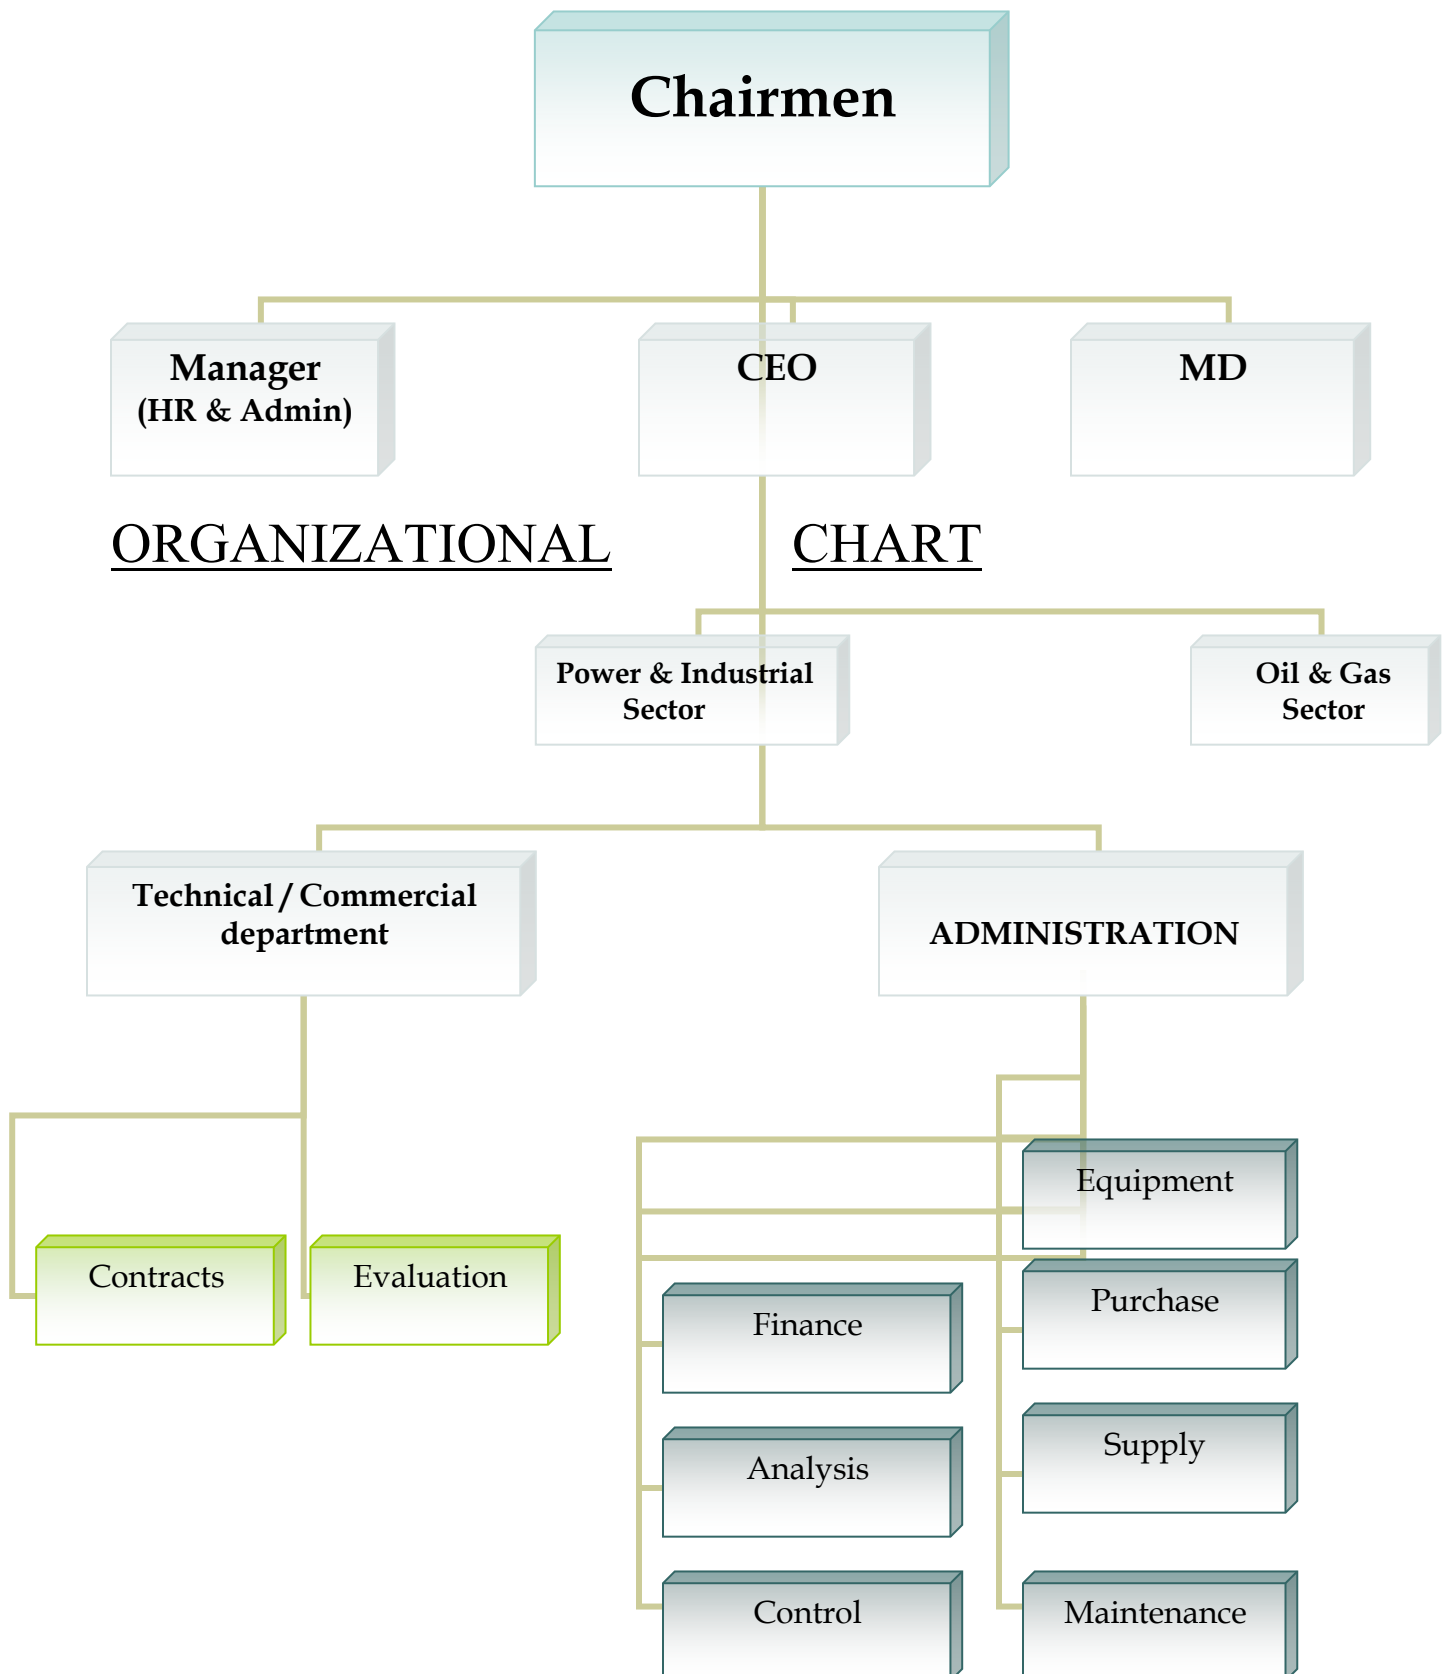 Chairmen
Manager
(HR & Admin)
CEO
MD
ORGANIZATIONAL CHART
Power & Industrial
Sector
Oil & Gas
Sector
Technical / Commercial
department
ADMINISTRATION
Contracts
Evaluation
Finance
Analysis
Control
Equipment
Purchase
Supply
Maintenance